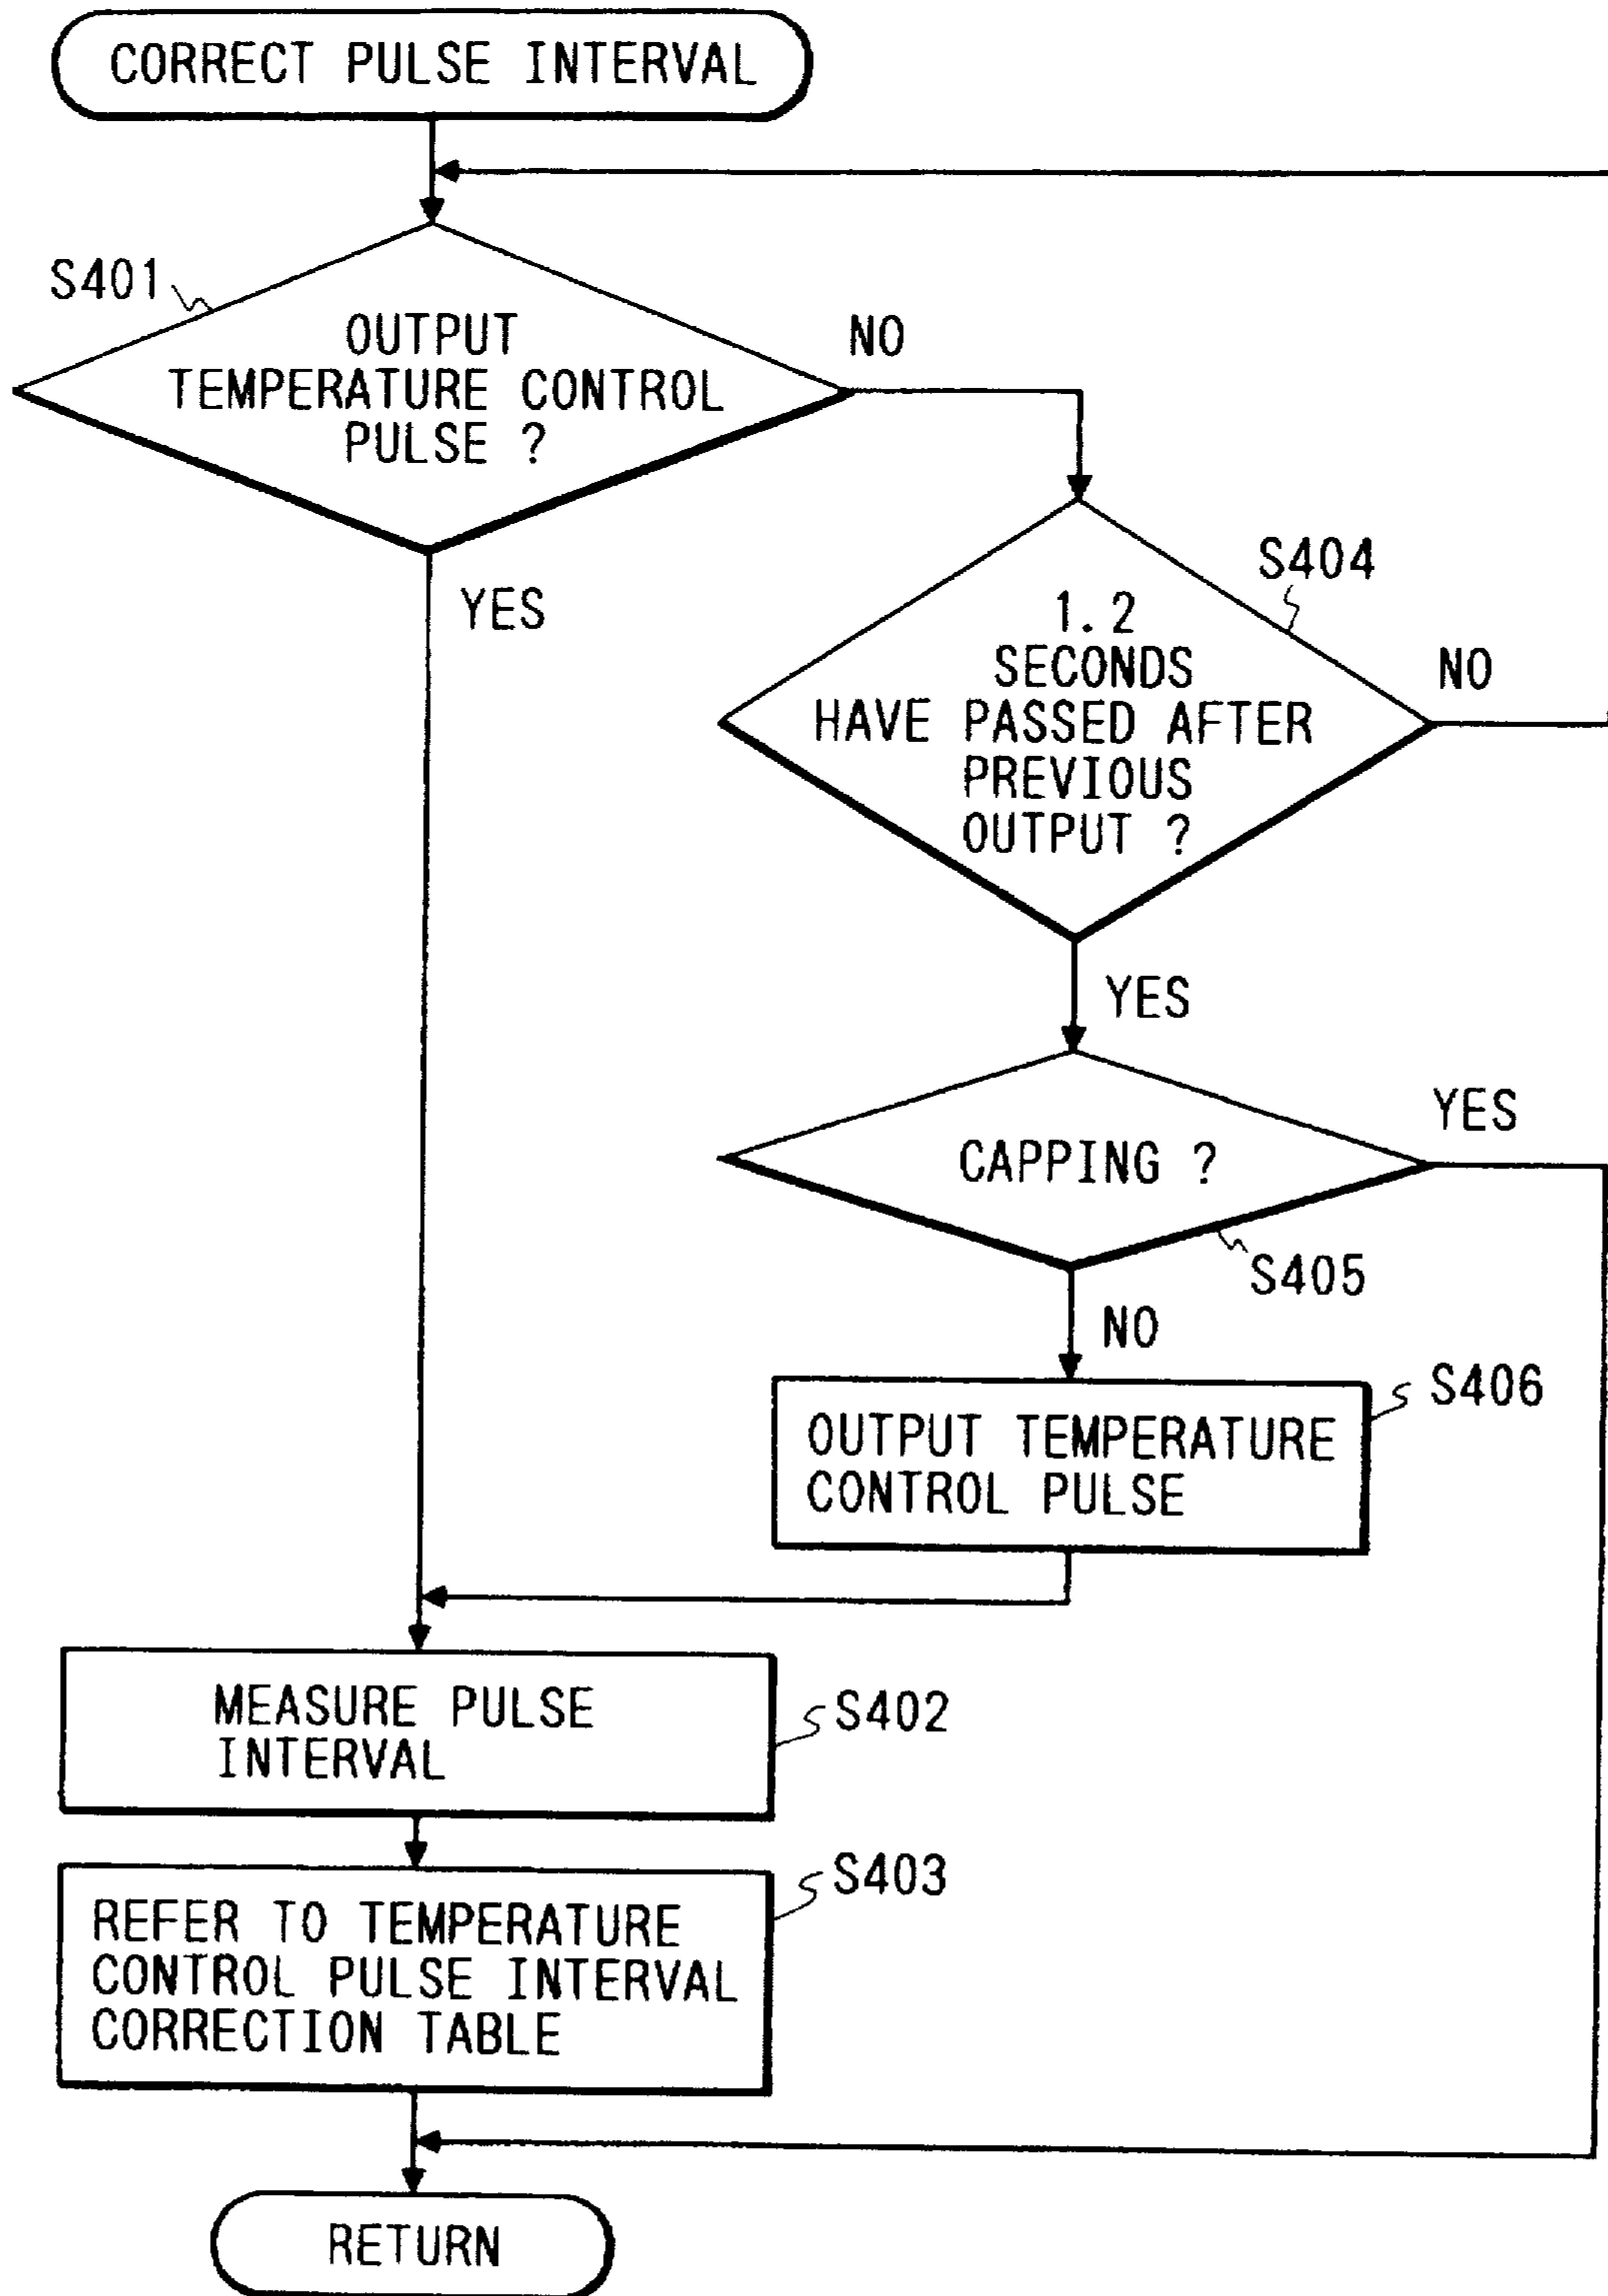 CORRECT PULSE INTERVAL
S401
OUTPUT
TEMPERATURE CONTROL
PULSE ?
NO
YES
S404
1.2
SECONDS
HAVE PASSED AFTER
PREVIOUS
OUTPUT ?
NO
YES
CAPPING ?
YES
S405
NO
S406
OUTPUT TEMPERATURE
CONTROL PULSE
MEASURE PULSE
INTERVAL
S402
S403
REFER TO TEMPERATURE
CONTROL PULSE INTERVAL
CORRECTION TABLE
RETURN